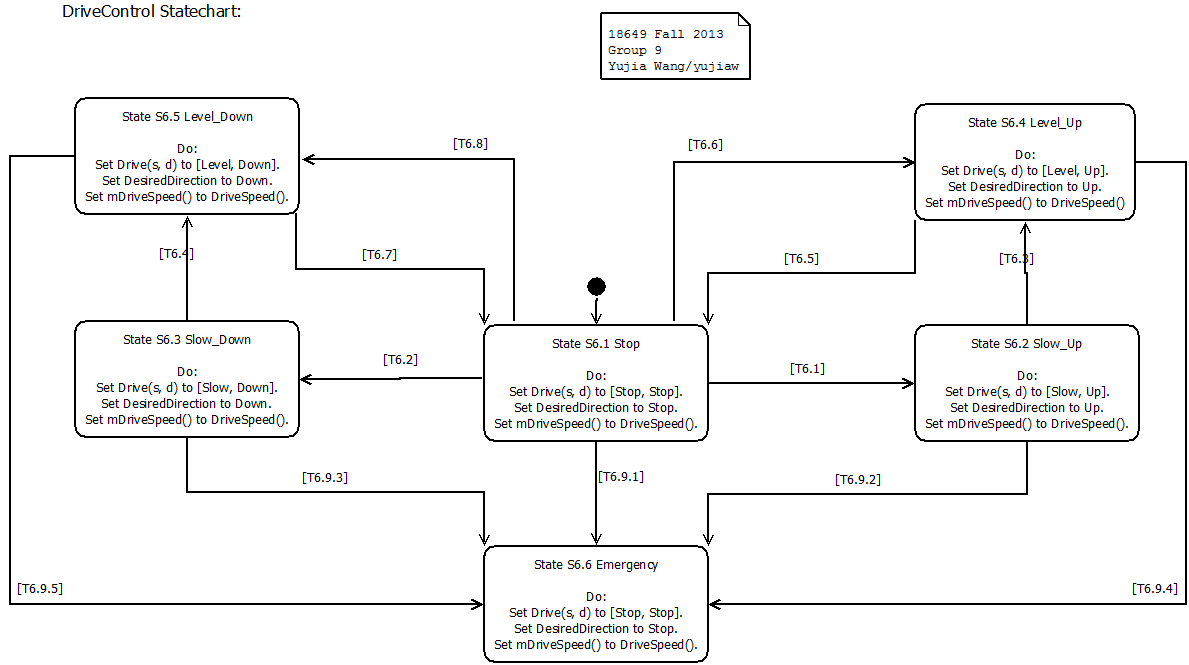 DriveControl Statechart:
18649 Fall 2013
Group 9
Yujia Wang/yujiaw
State S6.5 Level_Down
Do:
Set Drive(s, d) to [Level, Down].
Set DesiredDirection to Down.
Set mDriveSpeed() to DriveSpeed().
State S6.4 Level_Up
Do:
Set Drive(s, d) to [Level, Up].
Set DesiredDirection to Up.
Set mDriveSpeed() to DriveSpeed()
[T6.8]
[T6.6]
[T6.4]
[T6.7]
[T6.5]
[T6.3]
State S6.3 Slow_Down
Do:
Set Drive(s, d) to [Slow, Down].
Set DesiredDirection to Down.
Set mDriveSpeed() to DriveSpeed().
[T6.2]
State S6.1 Stop
Do:
Set Drive(s, d) to [Stop, Stop].
Set DesiredDirection to Stop.
Set mDriveSpeed() to DriveSpeed().
[T6.1]
State S6.2 Slow_Up
Do:
Set Drive(s, d) to [Slow, Up].
Set DesiredDirection to Up.
Set mDriveSpeed() to DriveSpeed().
[T6.9.3]
[T6.9.1]
[T6.9.2]
[T6.9.5]
State S6.6 Emergency
Do:
Set Drive(s, d) to [Stop, Stop].
Set DesiredDirection to Stop.
Set mDriveSpeed() to DriveSpeed().
[T6.9.4]